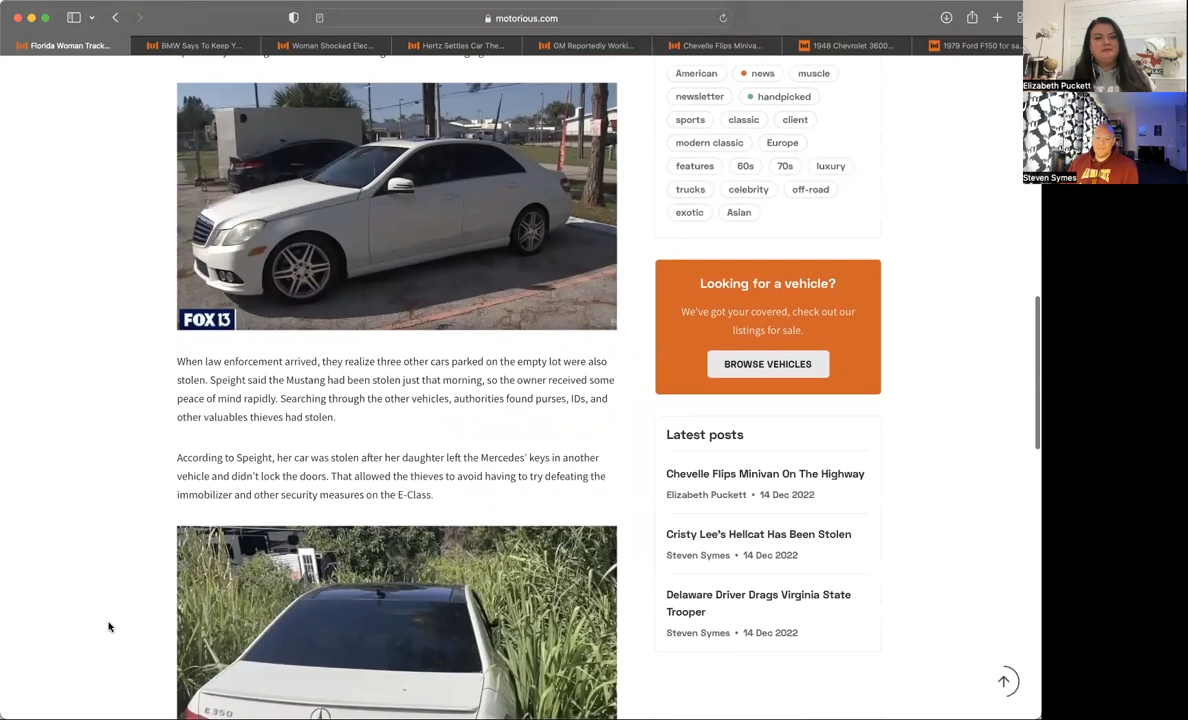 motorious.com
Florida Woman Track...
BMW Says To Keep Y...
Woman Shocked Elec...
Hertz Settles Car The...
GM Reportedly Worki...
Chevelle Flips Miniva...
1948 Chevrolet 3600...
1979 Ford F150 for sa...
Elizabeth Puckett
Steven Symes
American
news
muscle
newsletter
handpicked
sports
classic
client
modern classic
Europe
features
60s
70s
luxury
trucks
celebrity
off-road
exotic
Asian
FOX 13
When law enforcement arrived, they realize three other cars parked on the empty lot were also
stolen. Speight said the Mustang had been stolen just that morning, so the owner received some
peace of mind rapidly. Searching through the other vehicles, authorities found purses, IDs, and
other valuables thieves had stolen.
According to Speight, her car was stolen after her daughter left the Mercedes' keys in another
vehicle and didn't lock the doors. That allowed the thieves to avoid having to try defeating the
immobilizer and other security measures on the E-Class.
E350
Looking for a vehicle?
We've got your covered, check out our
listings for sale.
BROWSE VEHICLES
Latest posts
Chevelle Flips Minivan On The Highway
Elizabeth Puckett • 14 Dec 2022
Cristy Lee's Hellcat Has Been Stolen
Steven Symes • 14 Dec 2022
Delaware Driver Drags Virginia State
Trooper
Steven Symes • 14 Dec 2022